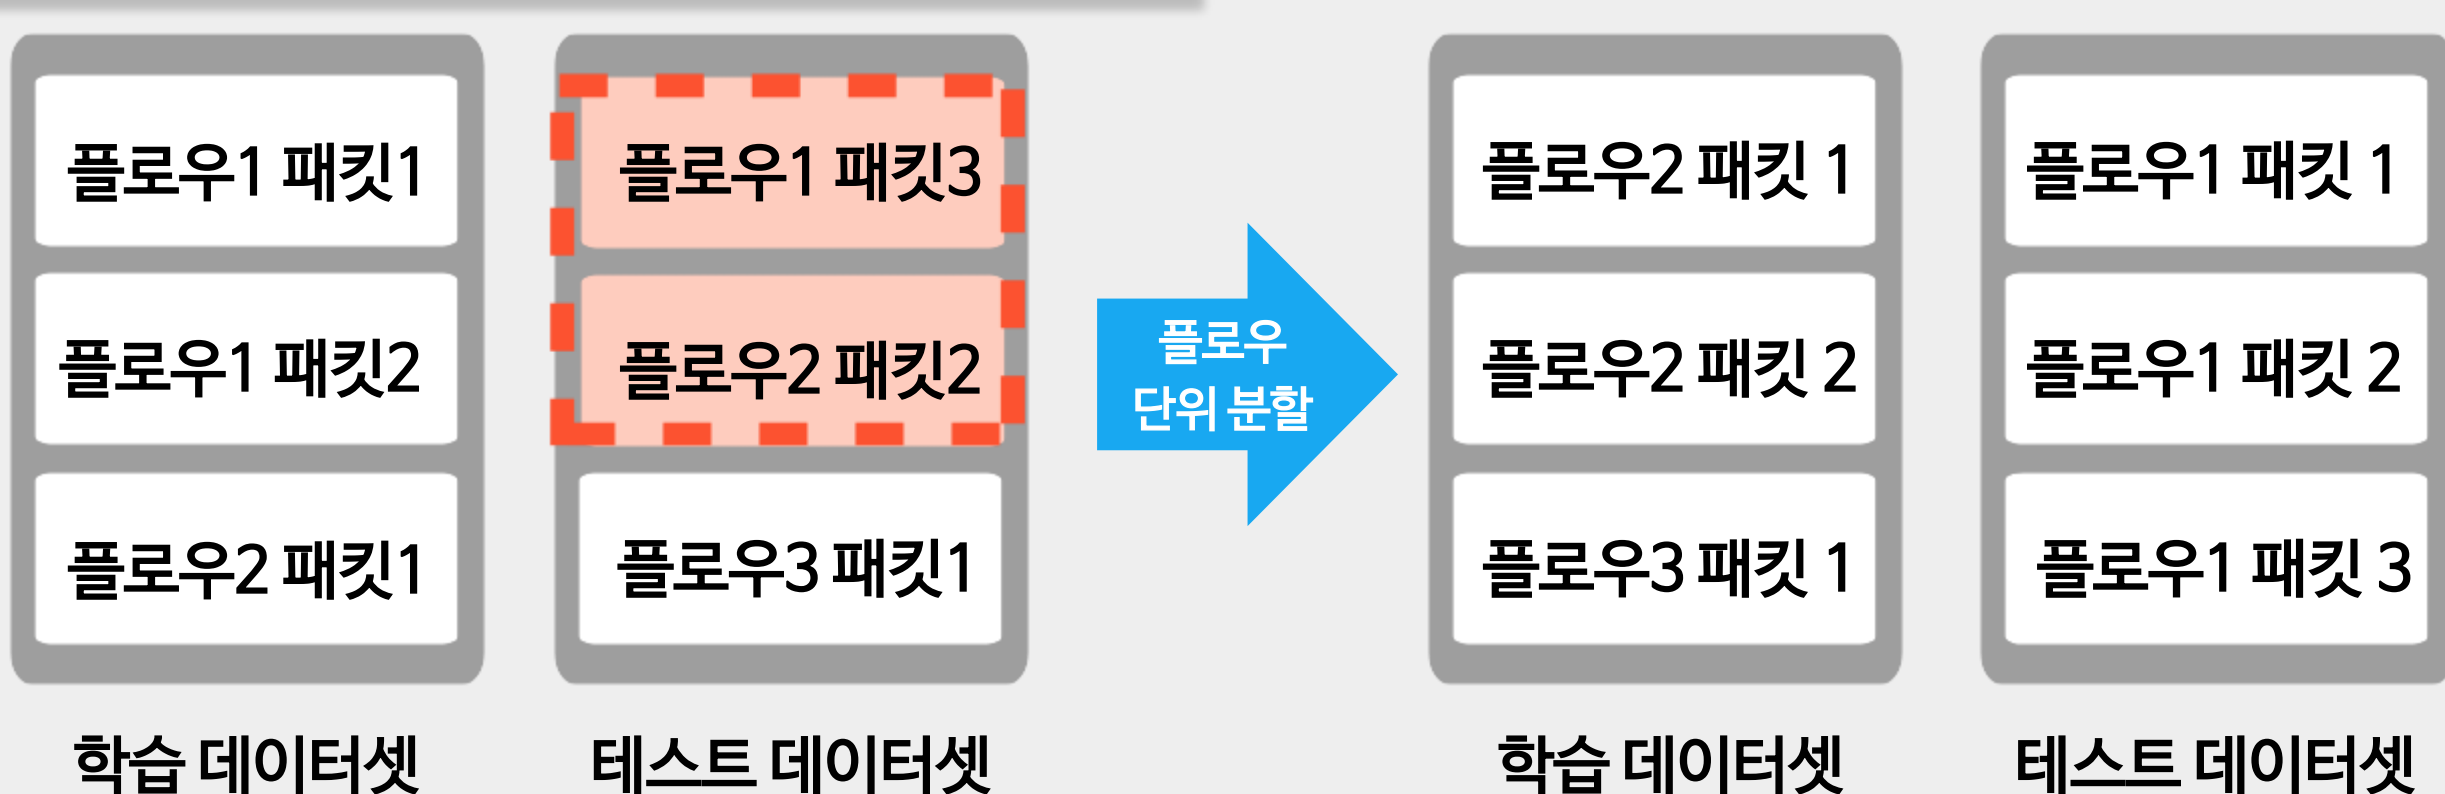 플로우1 패킷1
플로우1 패킷2
플로우2 패킷1
학습 데이터셋
플로우1 패킷3
플로우2 패킷2
플로우3 패킷1
테스트 데이터셋
플로우
단위 분할
플로우2 패킷 1
플로우2 패킷 2
플로우3 패킷 1
학습 데이터셋
플로우1 패킷 1
플로우1 패킷 2
플로우1 패킷 3
테스트 데이터셋